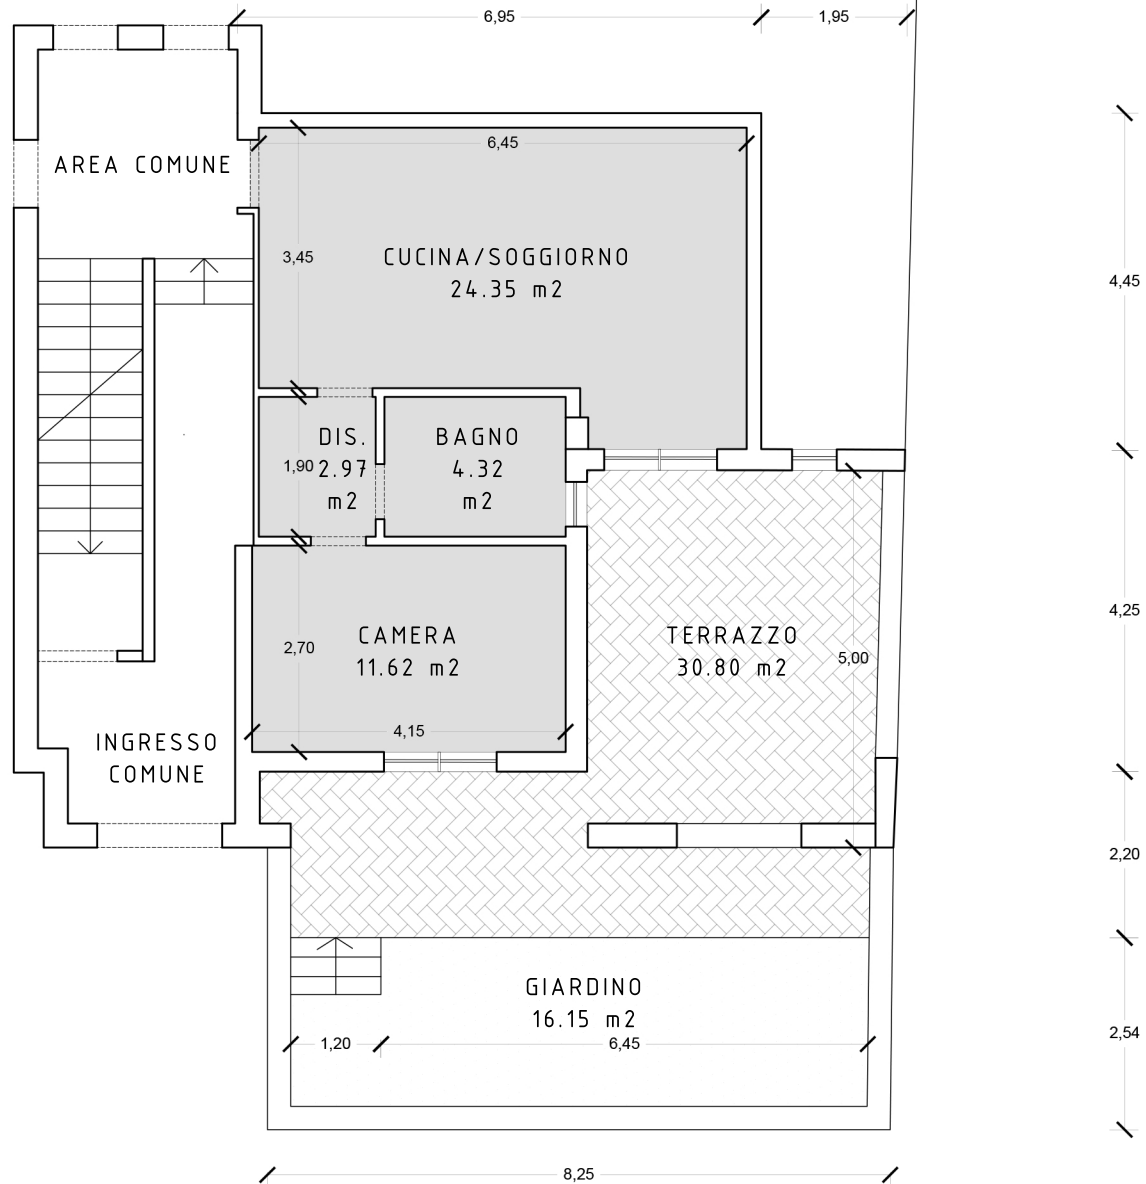 6,95
1,95
6,45
AREA COMUNE
3,45
CUCINA/SOGGIORNO
24.35 m2
4,45
DIS.
2.97
m2
1,90
BAGNO
4.32
m2
4,25
CAMERA
11.62 m2
2,70
4,15
TERRAZZO
30.80 m2
5,00
INGRESSO
COMUNE
2,20
GIARDINO
16.15 m2
1,20
6,45
2,54
8,25